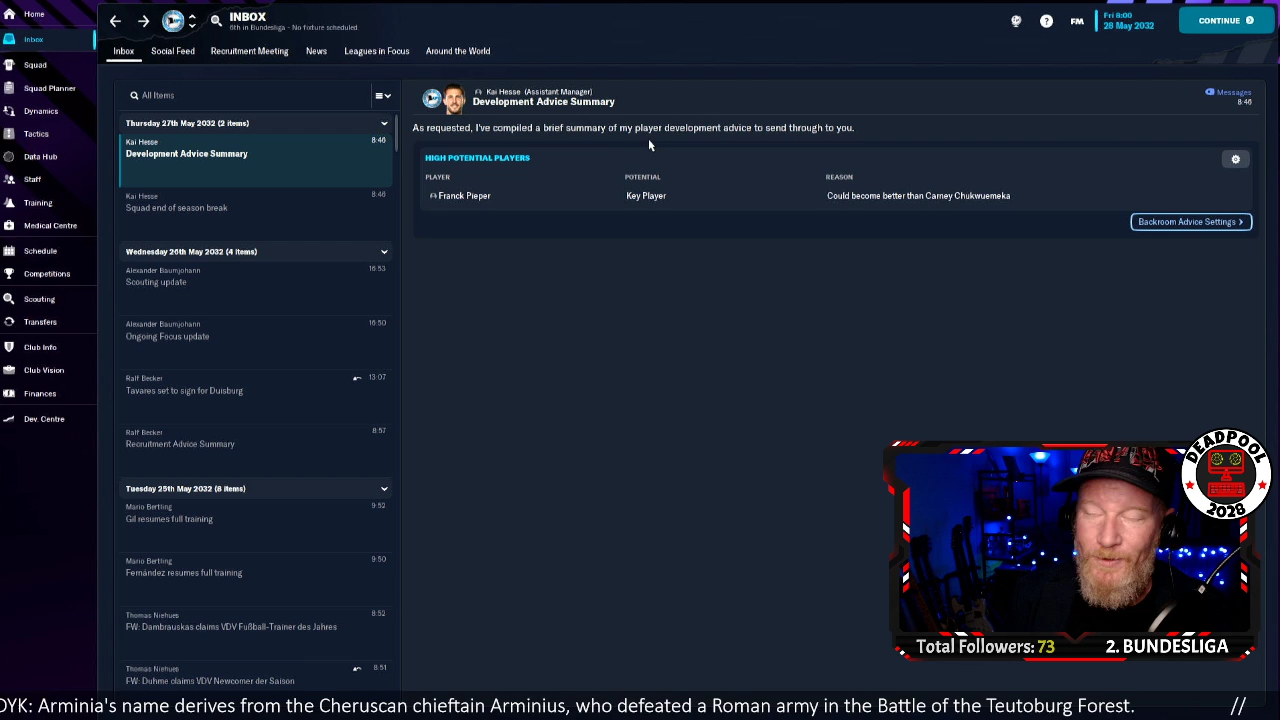 Home
Inbox
Squad
Squad Planner
Dynamics
Tactics
Data Hub
Staff
Training
Medical Centre
Schedule
Competitions
Scouting
Transfers
Club Info
Club Vision
Finances
Dev. Centre
INBOX
6th in Bundesliga - No fixture scheduled.
FM
Fri 8:00
28 May 2032
CONTINUE
Inbox
Social Feed
Recruitment Meeting
News
Leagues in Focus
Around the World
All Items
Thursday 27th May 2032 (2 items)
Kai Hesse
8:46
Development Advice Summary
Kai Hesse
8:46
Squad end of season break
Wednesday 26th May 2032 (4 items)
Alexander Baumjohann
16:53
Scouting update
Alexander Baumjohann
16:50
Ongoing Focus update
Ralf Becker
13:07
Tavares set to sign for Duisburg
Ralf Becker
8:57
Recruitment Advice Summary
Tuesday 25th May 2032 (8 items)
Mario Bertling
9:52
Gil resumes full training
Mario Bertling
9:50
Fernández resumes full training
Thomas Niehues
8:52
FW: Dambrauskas claims VDV Fußball-Trainer des Jahres
Thomas Niehues
8:51
FW: Duhme claims VDV Newcomer der Saison
Kai Hesse (Assistant Manager)
Development Advice Summary
Messages
8:46
As requested, I've compiled a brief summary of my player development advice to send through to you.
HIGH POTENTIAL PLAYERS
PLAYER POTENTIAL REASON
Franck Pieper Key Player Could become better than Carney Chukwuemeka
Backroom Advice Settings >
DEADPOOL
2028
Total Followers: 73 2. BUNDESLIGA
DYK: Arminia's name derives from the Cheruscan chieftain Arminius, who defeated a Roman army in the Battle of the Teutoburg Forest. //